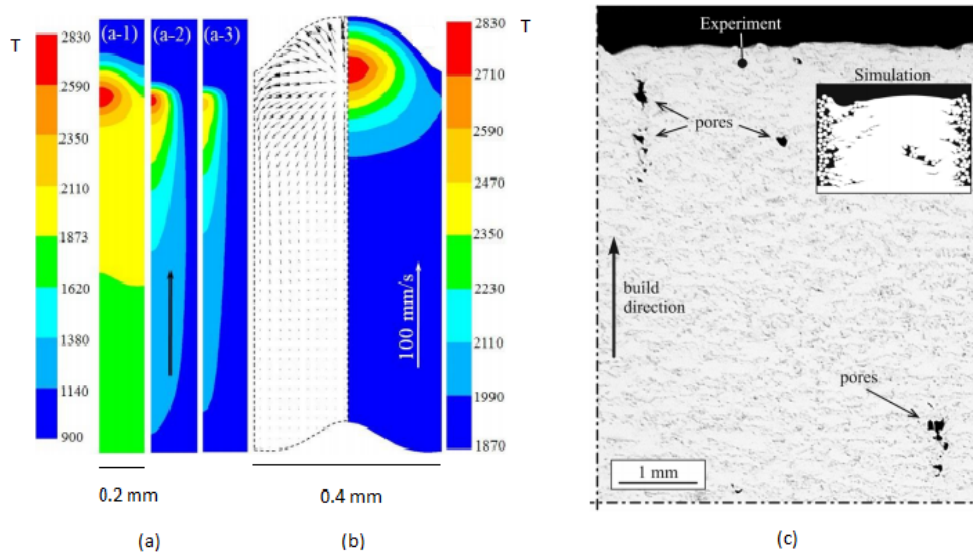 T
2830
2590
2350
2110
1873
1620
1380
1140
900
(a-1)
(a-2)
(a-3)
0.2 mm
(a)
100 mm/s
0.4 mm
(b)
2830
T
2710
2590
2470
2350
2230
2110
1990
1870
Experiment
Simulation
pores
build
direction
pores
1 mm
(c)